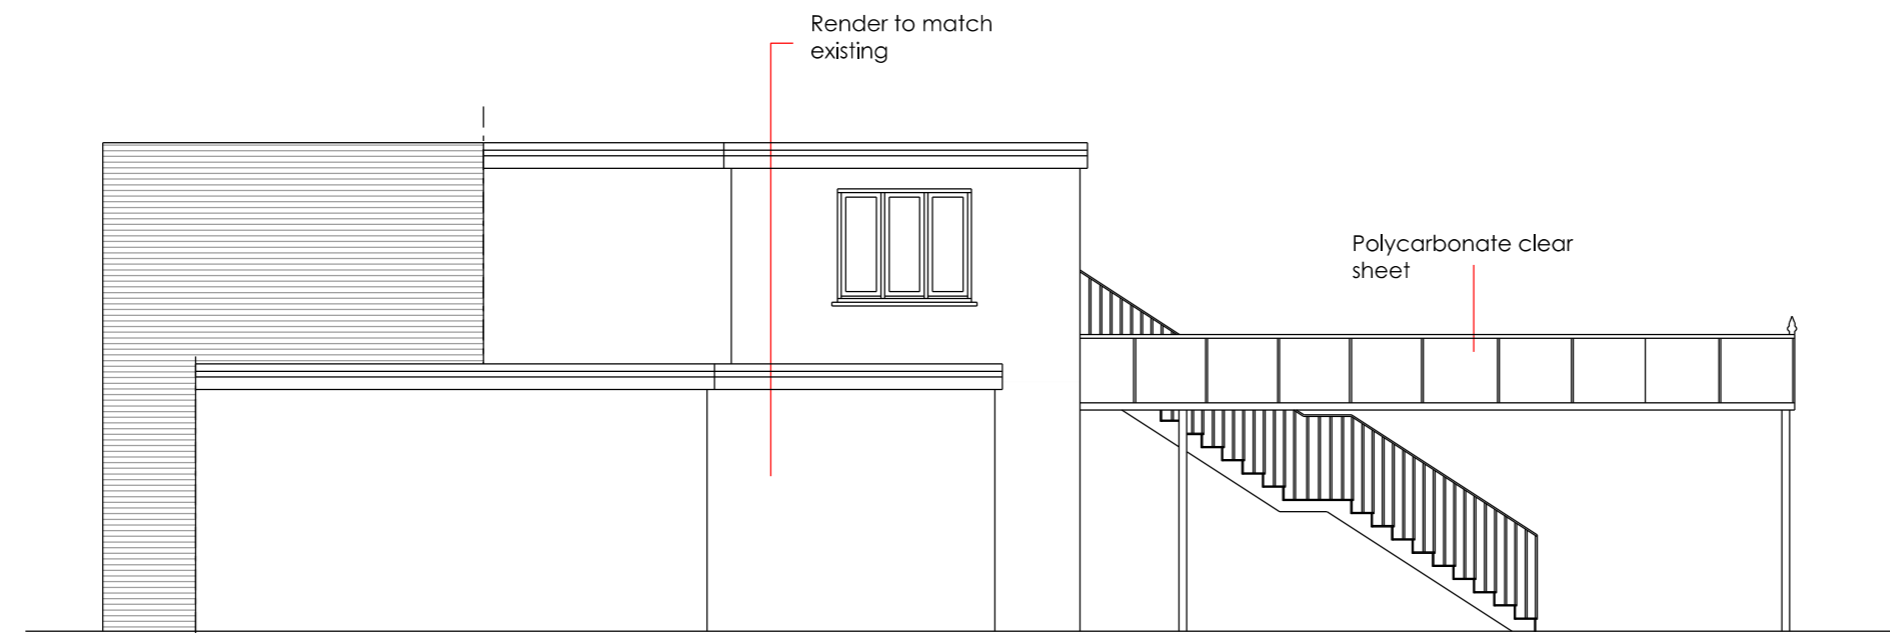 Render to match
existing
Polycarbonate clear
sheet